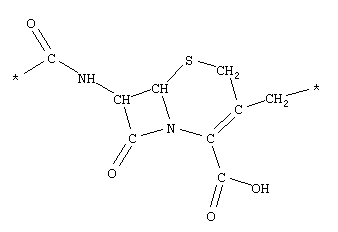 O
S
C NH CH₂
* CH CH CH₂ *
C
C N C
O C OH
O